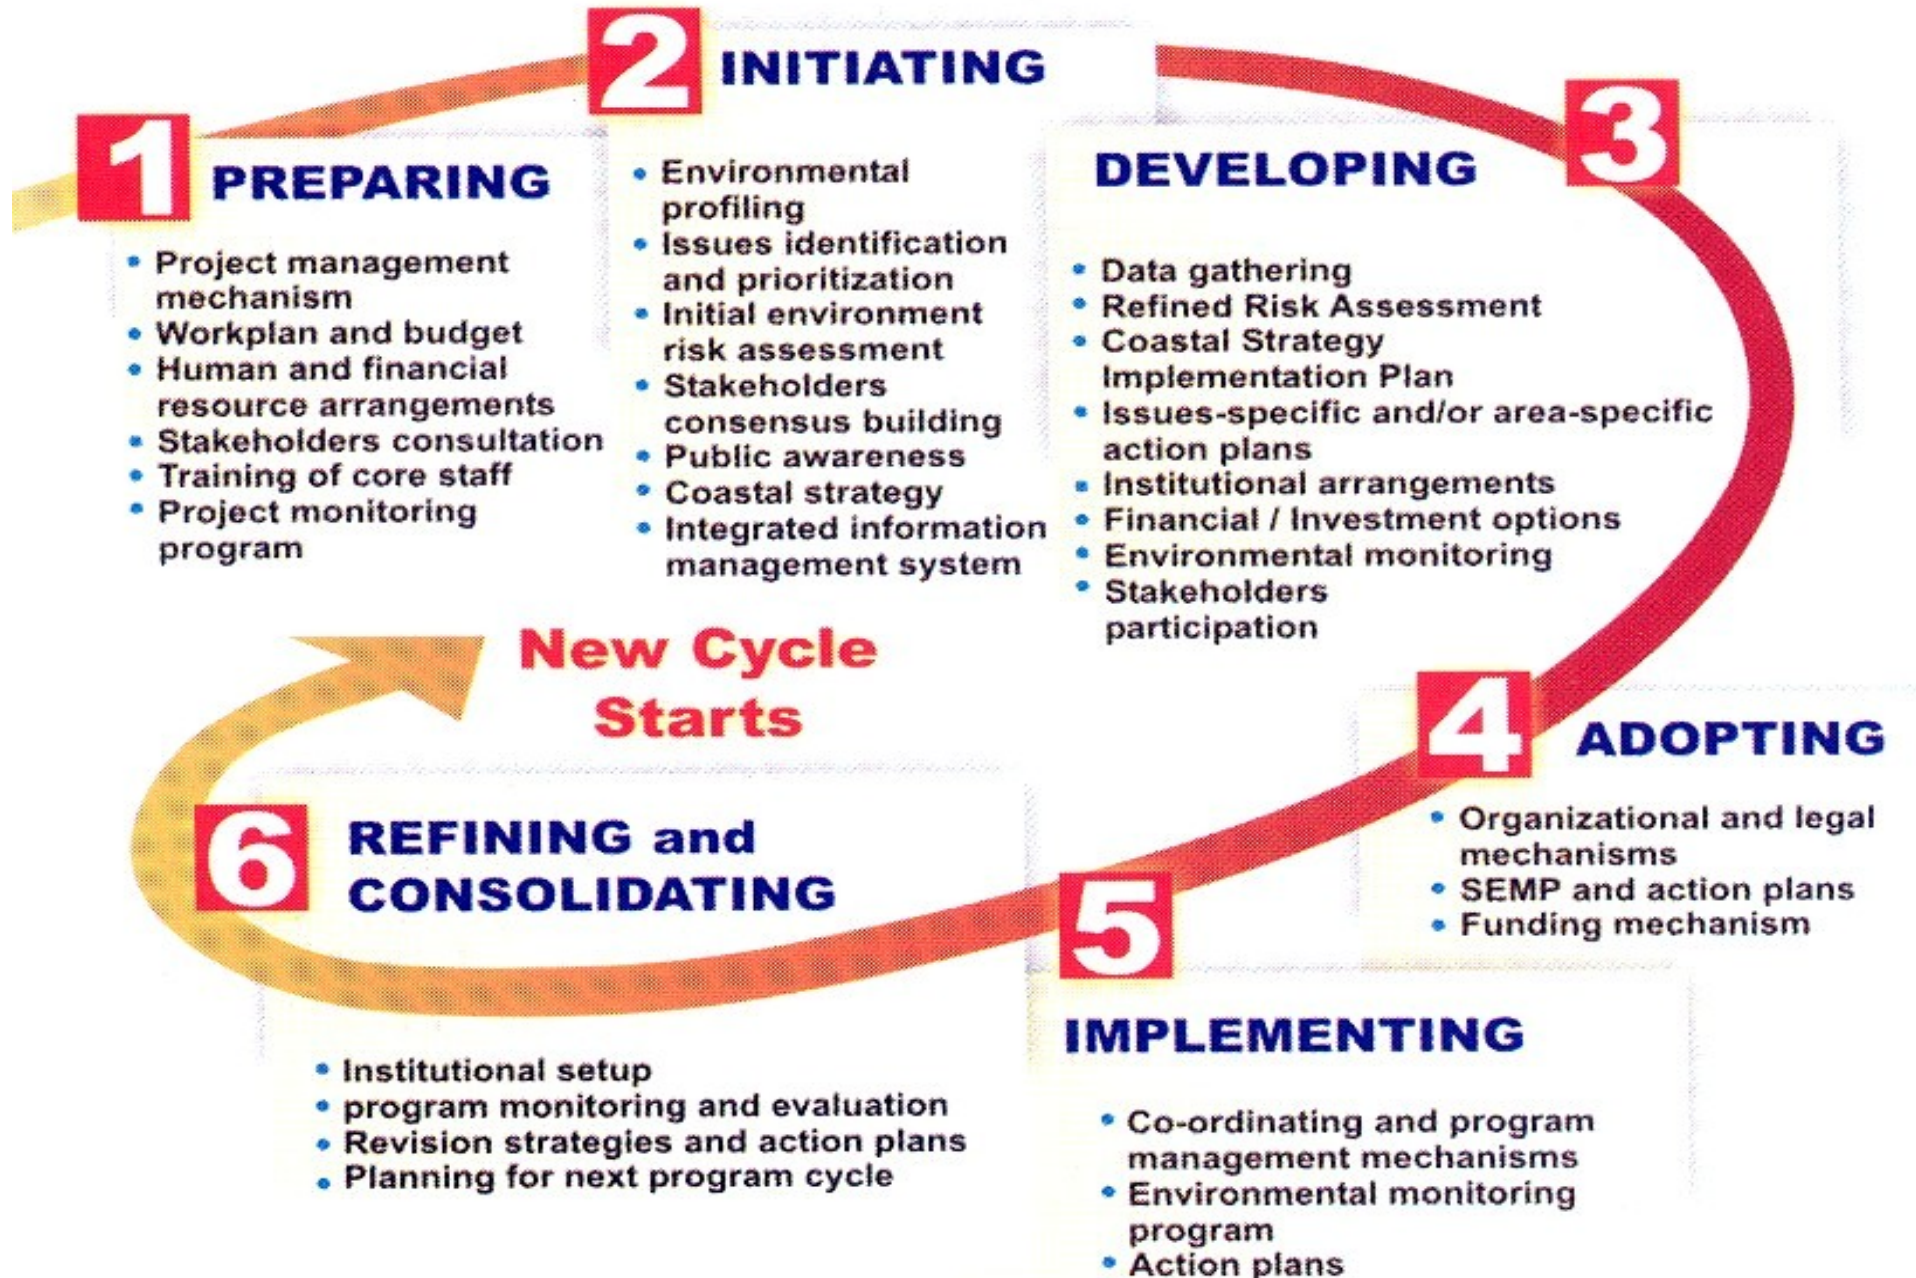 1
PREPARING
• Project management
mechanism
• Workplan and budget
• Human and financial
resource arrangements
• Stakeholders consultation
• Training of core staff
• Project monitoring
program
2
INITIATING
• Environmental
profiling
• Issues identification
and prioritization
• Initial environment
risk assessment
• Stakeholders
consensus building
• Public awareness
• Coastal strategy
• Integrated information
management system
3
DEVELOPING
• Data gathering
• Refined Risk Assessment
• Coastal Strategy
Implementation Plan
• Issues-specific and/or area-specific
action plans
• Institutional arrangements
• Financial / Investment options
• Environmental monitoring
• Stakeholders
participation
4
ADOPTING
• Organizational and legal
mechanisms
• SEMP and action plans
• Funding mechanism
5
IMPLEMENTING
• Co-ordinating and program
management mechanisms
• Environmental monitoring
program
• Action plans
6
REFINING and
CONSOLIDATING
• Institutional setup
• program monitoring and evaluation
• Revision strategies and action plans
• Planning for next program cycle
New Cycle
Starts